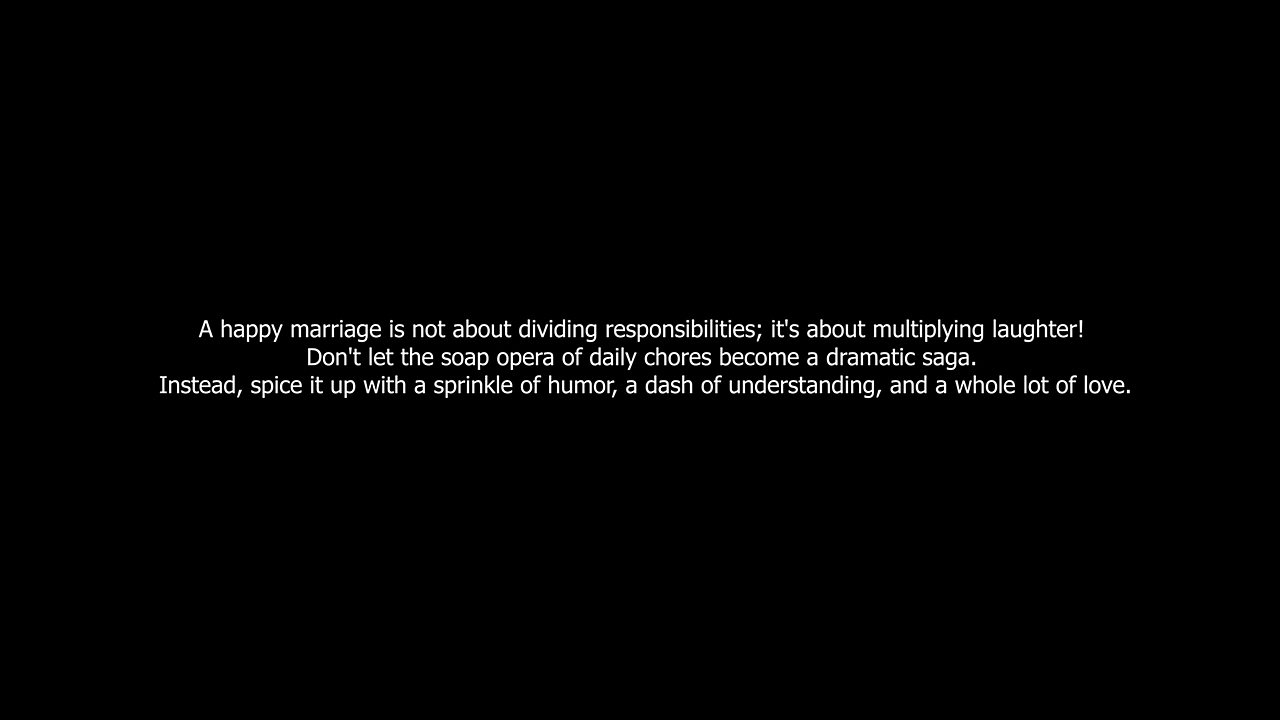 A happy marriage is not about dividing responsibilities; it's about multiplying laughter!
Don't let the soap opera of daily chores become a dramatic saga.
Instead, spice it up with a sprinkle of humor, a dash of understanding, and a whole lot of love.